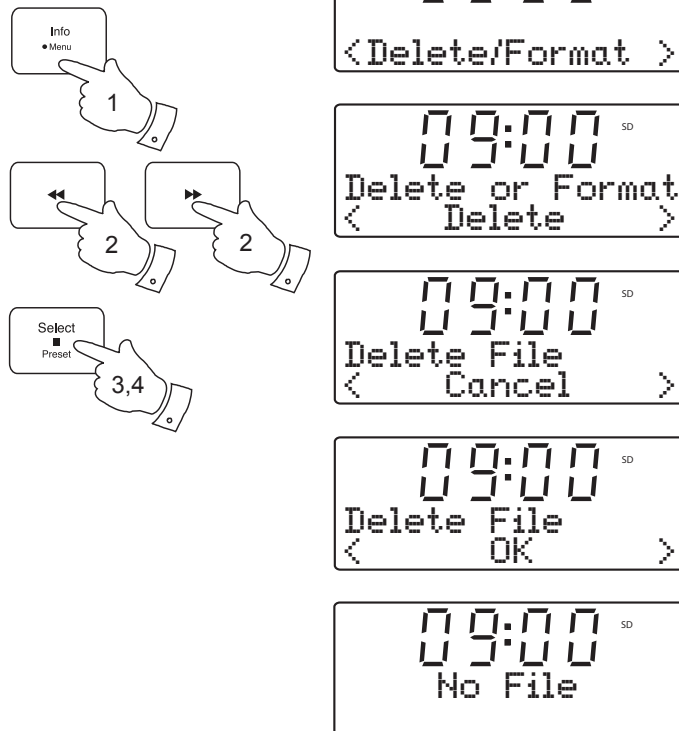 Info
● Menu
1
◀◀
▶▶
2
2
Select
■
Preset
3,4
<Delete/Format >
09:00 SD
Delete or Format
< Delete >
09:00 SD
Delete File
< Cancel >
09:00 SD
Delete File
< OK >
09:00 SD
No File